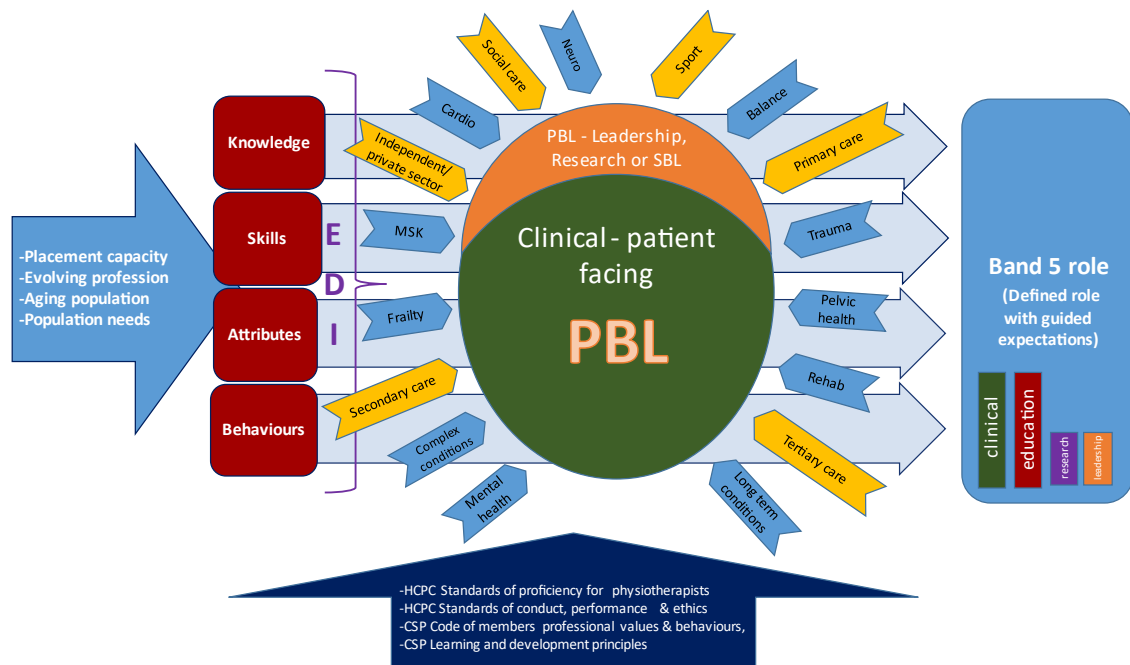 Social care
Neuro
Sport
Cardio
Balance
Knowledge
Independent/
private sector
PBL - Leadership,
Research or SBL
Primary care
-Placement capacity
-Evolving profession
-Aging population
-Population needs
Skills
E
D
I
MSK
Clinical - patient
facing
PBL
Trauma
Attributes
Frailty
Pelvic
health
Behaviours
Secondary care
Rehab
Complex
conditions
Tertiary care
Mental
health
Long term
conditions
Band 5 role
(Defined role
with guided
expectations)
clinical
education
research
leadership
-HCPC Standards of proficiency for physiotherapists
-HCPC Standards of conduct, performance & ethics
-CSP Code of members professional values & behaviours,
-CSP Learning and development principles